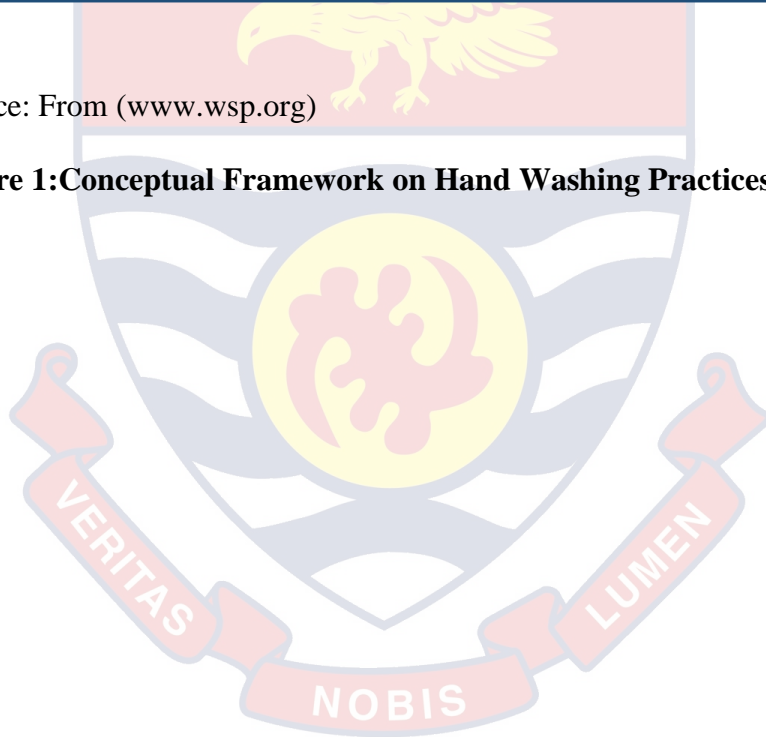 ce: From (www.wsp.org)
re 1:Conceptual Framework on Hand Washing Practices
VERITAS
NOBIS
LUMEN